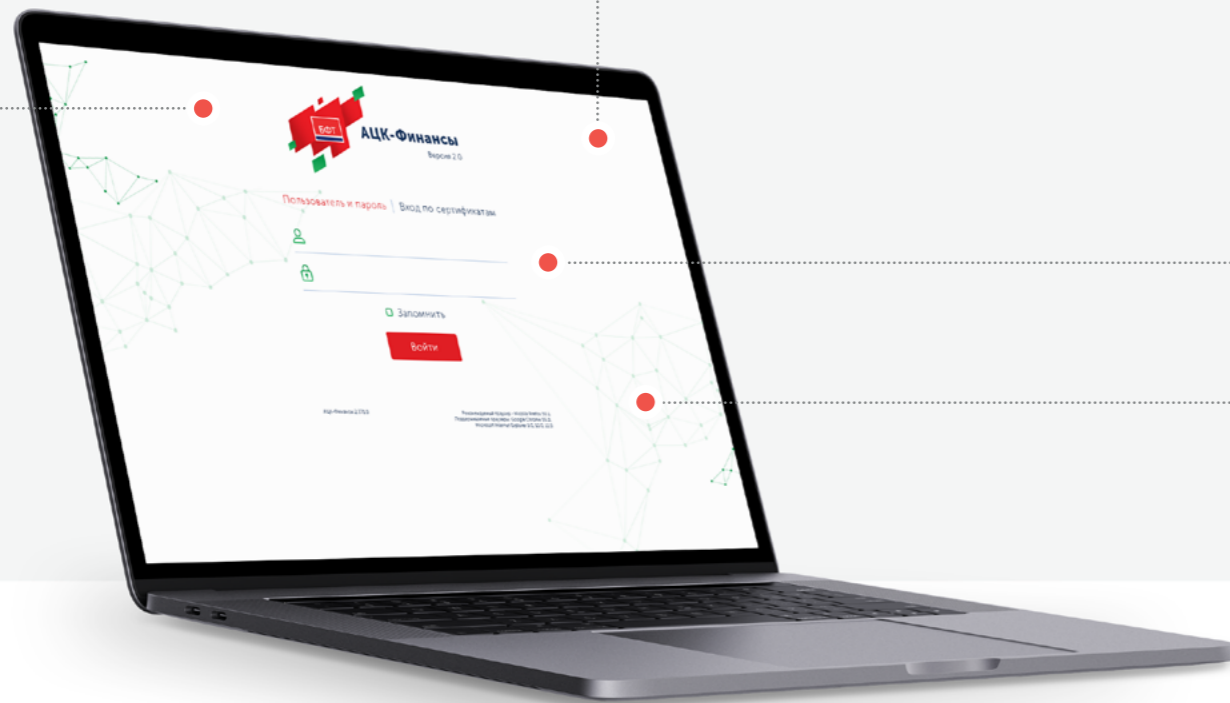 БФТ
АЦК-Финансы
Версия 2.0
Пользователь и пароль | Вход по сертификатам
Запомнить
Войти